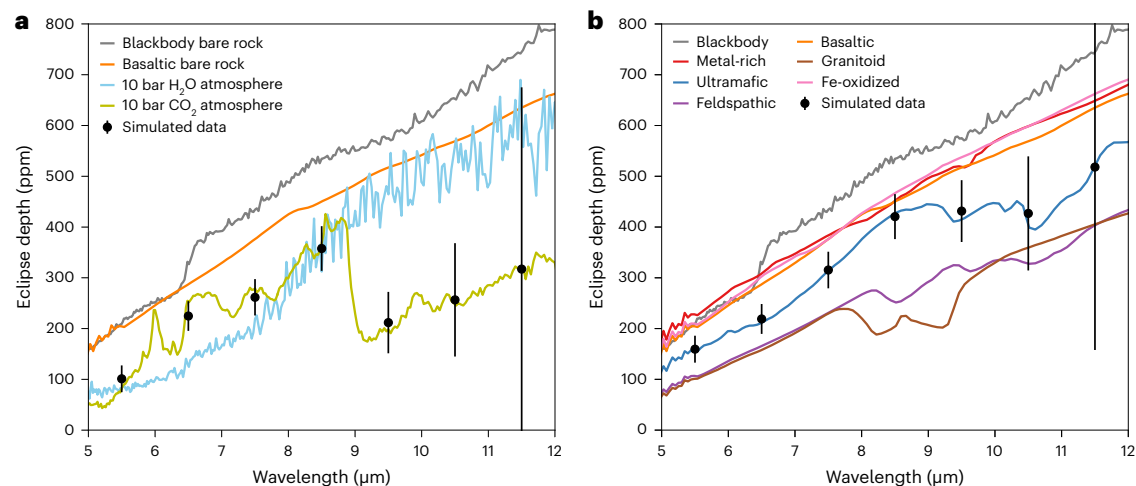 a
800
700
600
500
400
300
200
100
0
Eclipse depth (ppm)
Blackbody bare rock
Basaltic bare rock
10 bar H₂O atmosphere
10 bar CO₂ atmosphere
Simulated data
5 6 7 8 9 10 11 12
Wavelength (µm)
b
800
700
600
500
400
300
200
100
0
Eclipse depth (ppm)
Blackbody
Metal-rich
Ultramafic
Feldspathic
Basaltic
Granitoid
Fe-oxidized
Simulated data
5 6 7 8 9 10 11 12
Wavelength (µm)